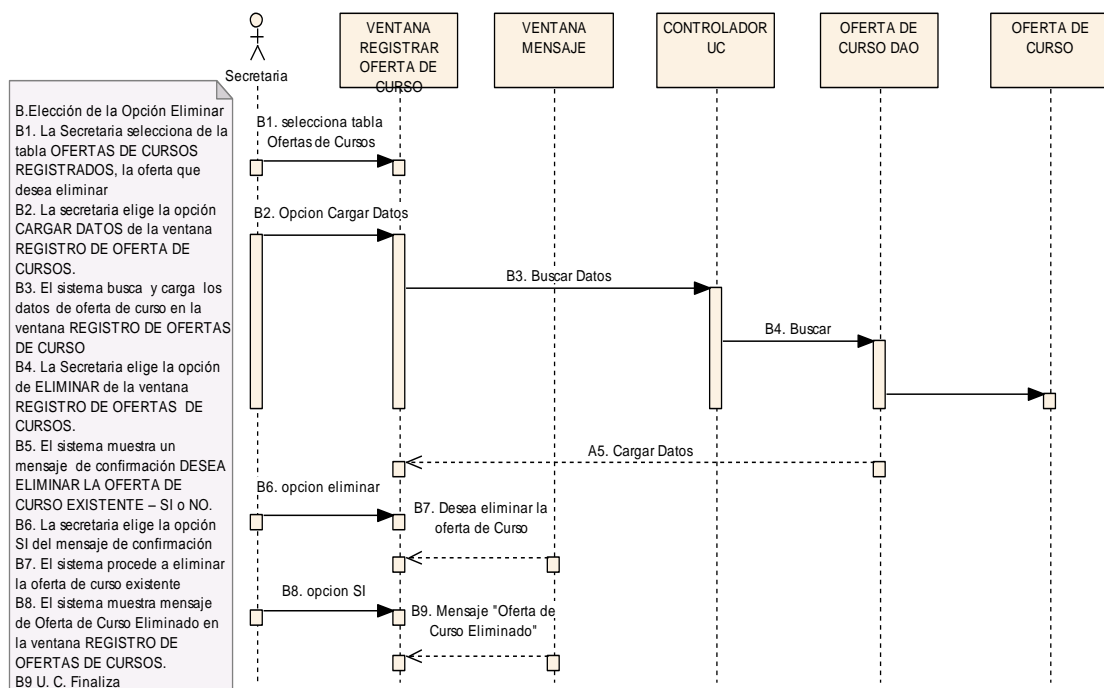 VENTANA
REGISTRAR
OFERTA DE
CURSO
VENTANA
MENSAJE
CONTROLADOR
UC
OFERTA DE
CURSO DAO
OFERTA DE
CURSO
Secretaria
B.Elección de la Opción Eliminar
B1. La Secretaria selecciona de la
tabla OFERTAS DE CURSOS
REGISTRADOS, la oferta que
desea eliminar
B2. La secretaria elige la opción
CARGAR DATOS de la ventana
REGISTRO DE OFERTA DE
CURSOS.
B3. El sistema busca y carga los
datos de oferta de curso en la
ventana REGISTRO DE OFERTAS
DE CURSO
B4. La Secretaria elige la opción
de ELIMINAR de la ventana
REGISTRO DE OFERTAS DE
CURSOS.
B5. El sistema muestra un
mensaje de confirmación DESEA
ELIMINAR LA OFERTA DE
CURSO EXISTENTE – SI o NO.
B6. La secretaria elige la opción
SI del mensaje de confirmación
B7. El sistema procede a eliminar
la oferta de curso existente
B8. El sistema muestra mensaje
de Oferta de Curso Eliminado en
la ventana REGISTRO DE
OFERTAS DE CURSOS.
B9 U. C. Finaliza
B1. selecciona tabla
Ofertas de Cursos
B2. Opcion Cargar Datos
B3. Buscar Datos
B4. Buscar
A5. Cargar Datos
B6. opcion eliminar
B7. Desea eliminar la
oferta de Curso
B8. opcion SI
B9. Mensaje "Oferta de
Curso Eliminado"